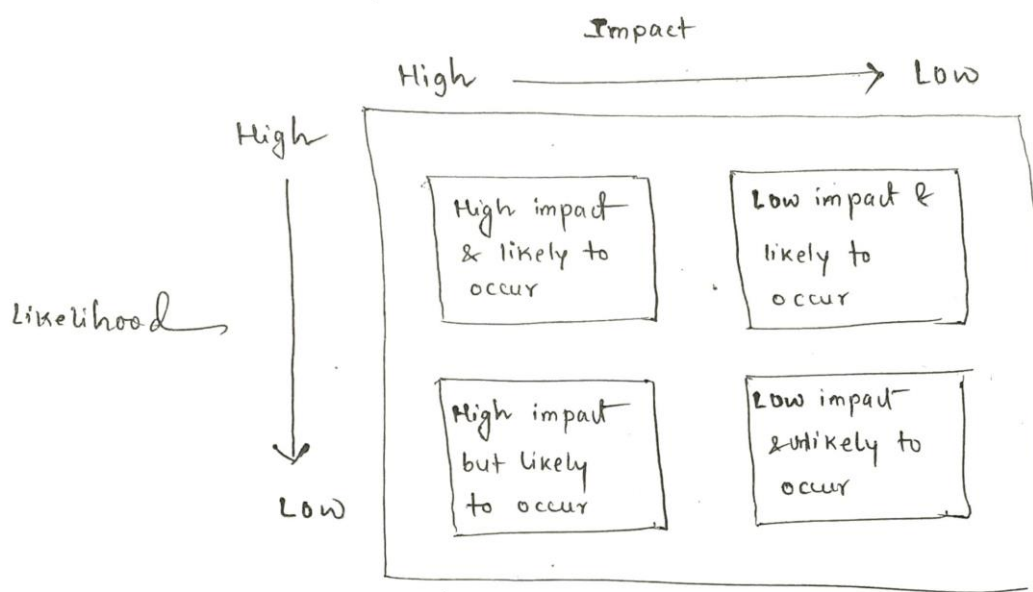 Impact
High Low
High
High impact
& likely to
occur
Low impact &
likely to
occur
Likelihood
High impact
but likely
to occur
Low impact
& unlikely to
occur
Low